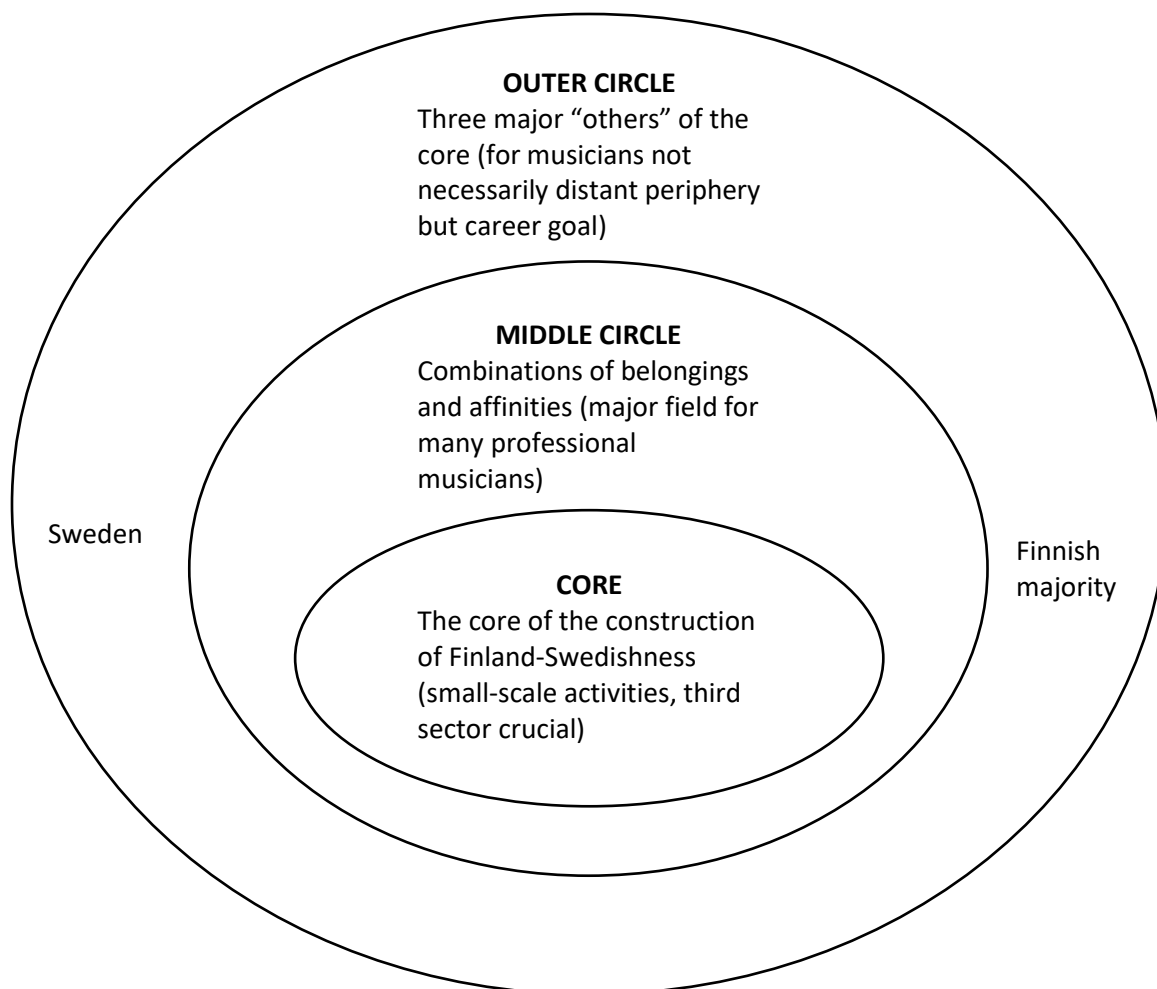 OUTER CIRCLE
Three major “others” of the
core (for musicians not
necessarily distant periphery
but career goal)
MIDDLE CIRCLE
Combinations of belongings
and affinities (major field for
many professional
musicians)
Sweden
Finnish
majority
CORE
The core of the construction
of Finland-Swedishness
(small-scale activities, third
sector crucial)